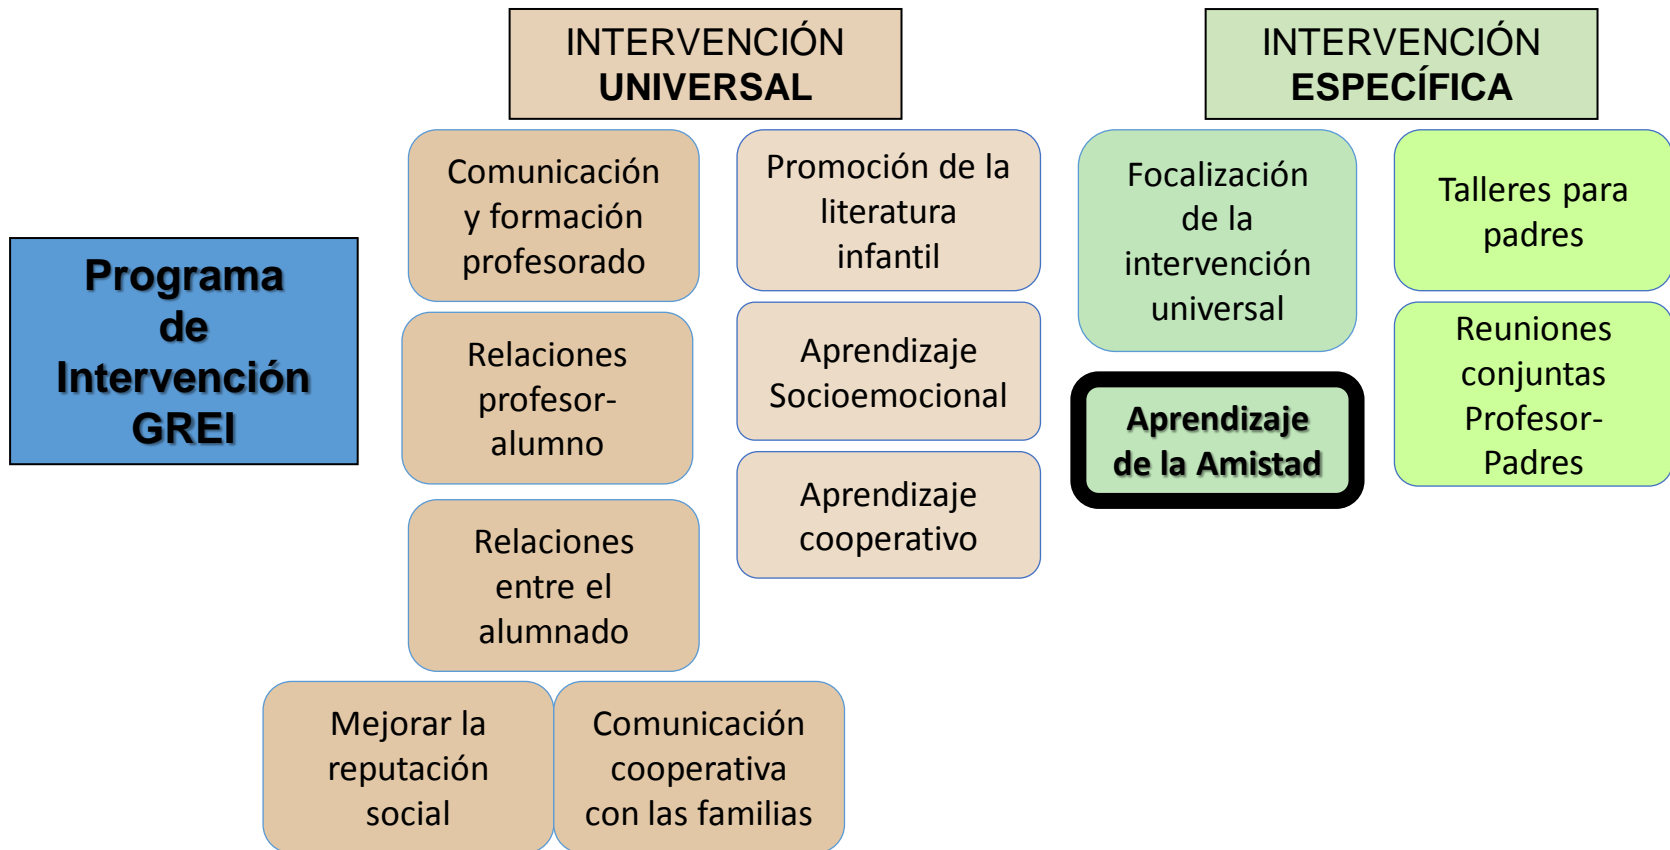 Programa
de
Intervención
GREI
INTERVENCIÓN
UNIVERSAL
Comunicación
y formación
profesorado
Relaciones
profesor-
alumno
Relaciones
entre el
alumnado
Mejorar la
reputación
social
Comunicación
cooperativa
con las familias
Promoción de la
literatura
infantil
Aprendizaje
Socioemocional
Aprendizaje
cooperativo
INTERVENCIÓN
ESPECÍFICA
Focalización
de la
intervención
universal
Aprendizaje
de la Amistad
Talleres para
padres
Reuniones
conjuntas
Profesor-
Padres